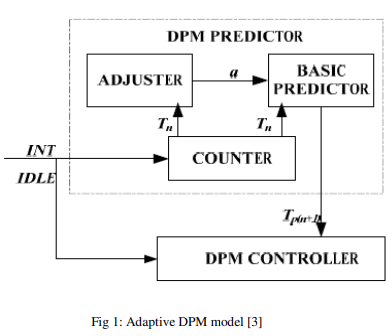 DPM PREDICTOR
ADJUSTER
a
BASIC
PREDICTOR
Tn
Tn
INT
COUNTER
IDLE
Tp(n+1)
DPM CONTROLLER
Fig 1: Adaptive DPM model [3]